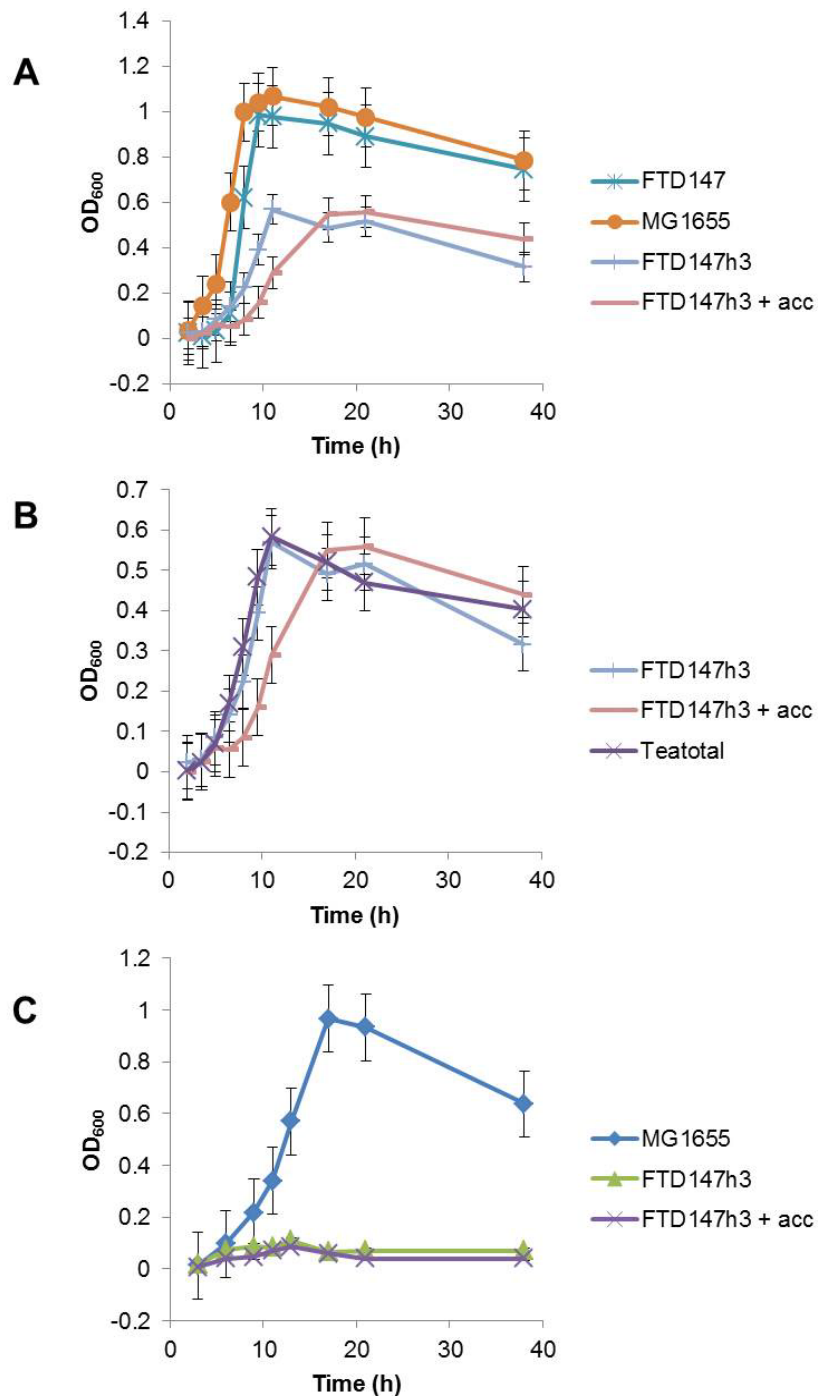 A
1.4
1.2
1
0.8
0.6
0.4
0.2
0
-0.2
OD600
0 10 20 30 40
Time (h)
FTD147
MG1655
FTD147h3
FTD147h3 + acc
B
0.7
0.6
0.5
0.4
0.3
0.2
0.1
0
-0.1
-0.2
OD600
0 10 20 30 40
Time (h)
FTD147h3
FTD147h3 + acc
Teatotal
C
1.2
1
0.8
0.6
0.4
0.2
0
-0.2
OD600
0 10 20 30 40
Time (h)
MG1655
FTD147h3
FTD147h3 + acc